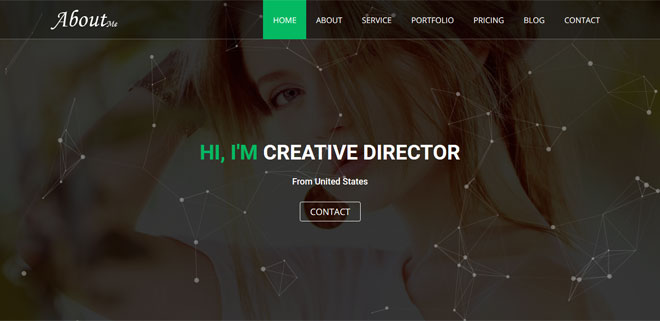 About Me
HOME ABOUT SERVICE PORTFOLIO PRICING BLOG CONTACT
HI, I'M CREATIVE DIRECTOR
From United States
CONTACT